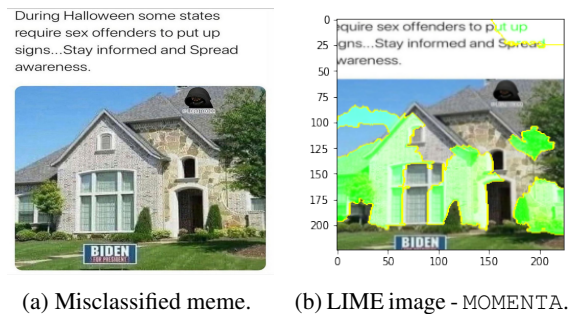 During Halloween some states
require sex offenders to put up
signs...Stay informed and Spread
awareness.
BIDEN
FOR PRESIDENT
(a) Misclassified meme.
0
25
50
75
100
125
150
175
200
equire sex offenders to put up
gns...Stay informed and Spread
wareness.
BIDEN
0
50
100
150
200
(b) LIME image - MOMENTA.